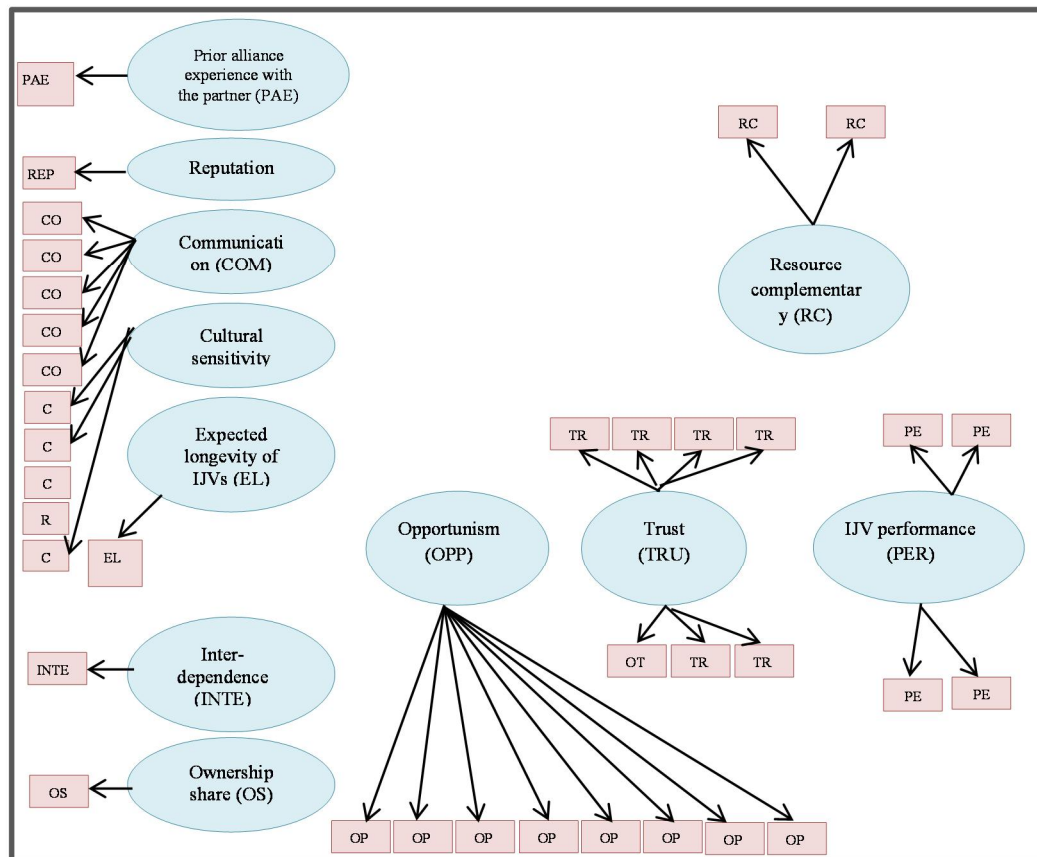 Prior alliance
experience with
the partner (PAE)
PAE
Reputation
REP
CO
CO
CO
CO
CO
Communicati
on (COM)
Cultural
sensitivity
C
C
C
R
C
Expected
longevity of
IJVs (EL)
EL
Inter-
dependence
(INTE)
INTE
Ownership
share (OS)
OS
RC
RC
Resource
complementar
y (RC)
Opportunism
(OPP)
OP
OP
OP
OP
OP
OP
OP
OP
TR
TR
TR
TR
Trust
(TRU)
OT
TR
TR
PE
PE
IJV performance
(PER)
PE
PE